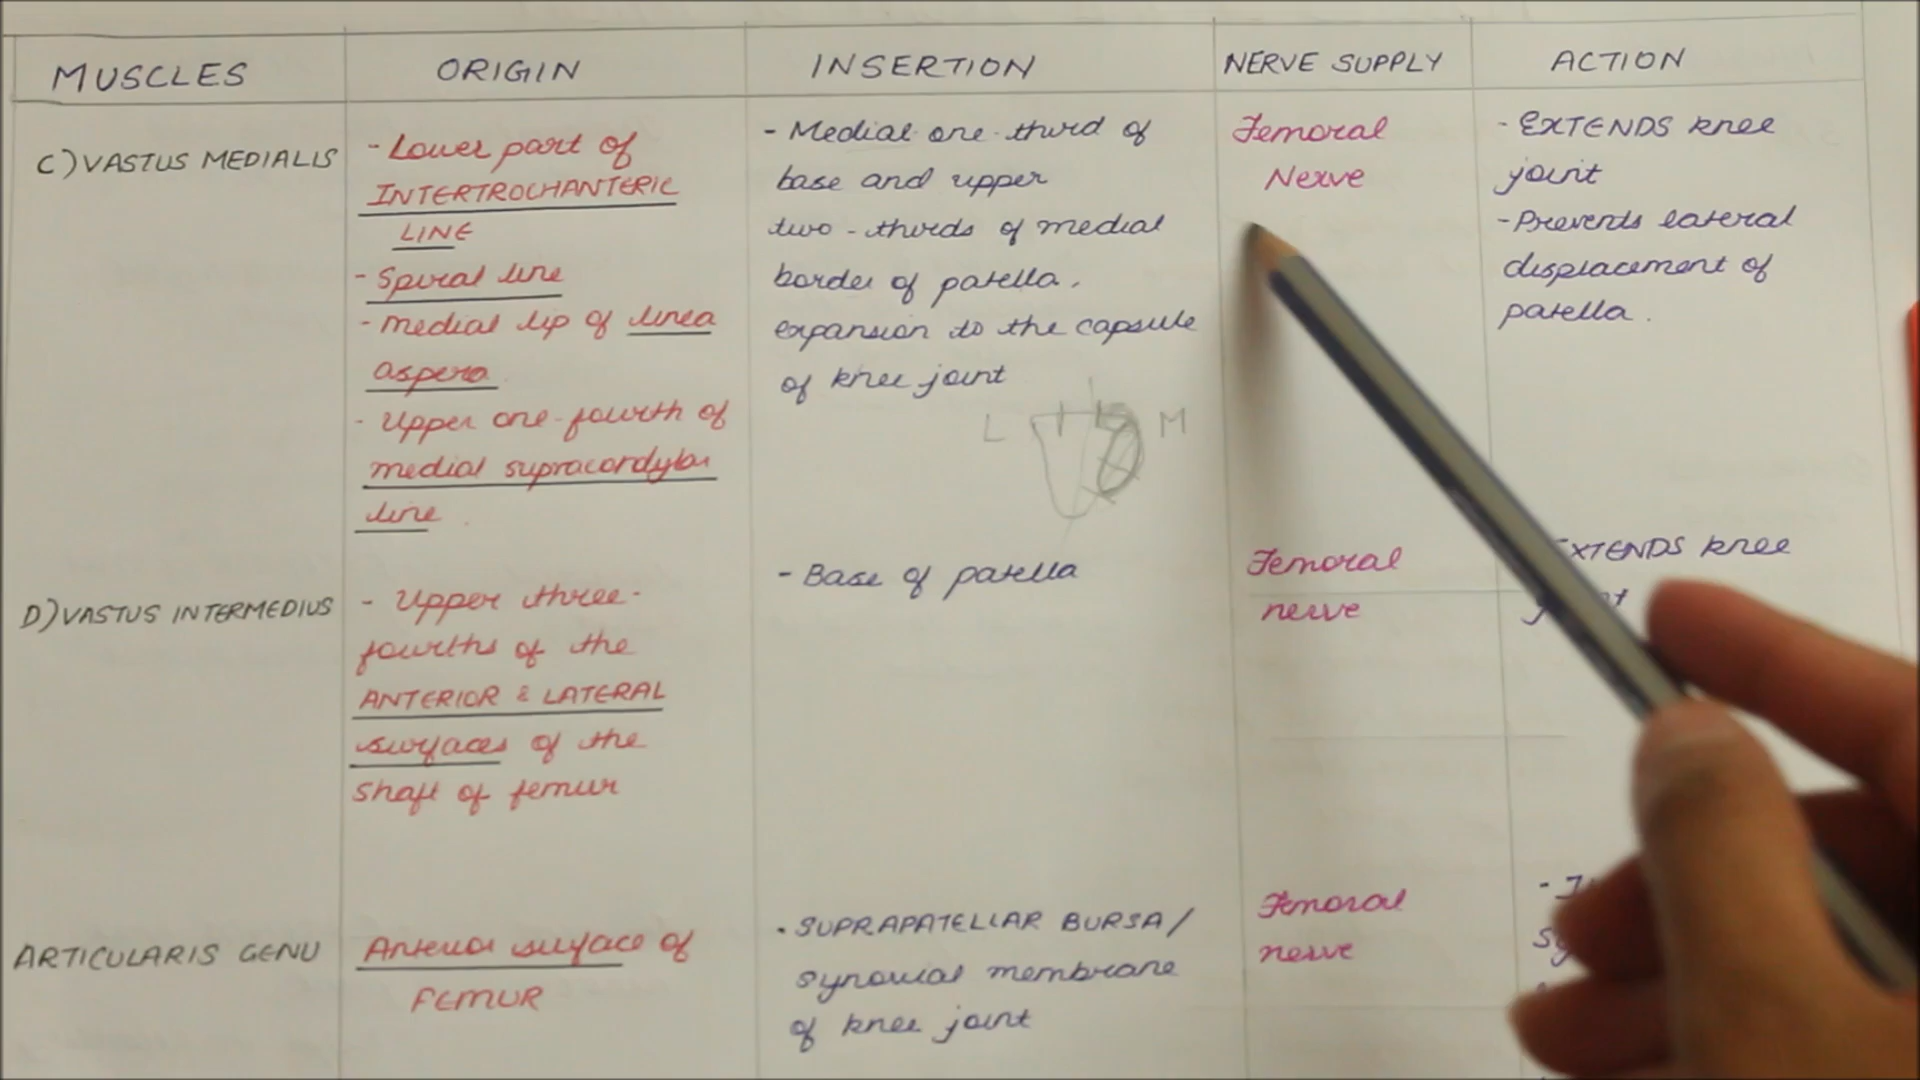 MUSCLES
ORIGIN
INSERTION
NERVE SUPPLY
ACTION
C) VASTUS MEDIALIS
- Lower part of
INTERTROCHANTERIC
LINE
- Spiral line
- medial lip of linea
aspera
- Upper one-fourth of
medial supracondylar
line.
- Medial one-third of
base and upper
two-thirds of medial
border of patella,
expansion to the capsule
of knee joint
L
M
Femoral
Nerve
- EXTENDS knee
joint
- Prevents lateral
displacement of
patella.
D) VASTUS INTERMEDIUS
- Upper three-
fourths of the
ANTERIOR & LATERAL
surfaces of the
shaft of femur
- Base of patella
Femoral
nerve
EXTENDS knee
ARTICULARIS GENU
Anterior surface of
FEMUR
- SUPRAPATELLAR BURSA/
synovial membrane
of knee joint
Femoral
nerve